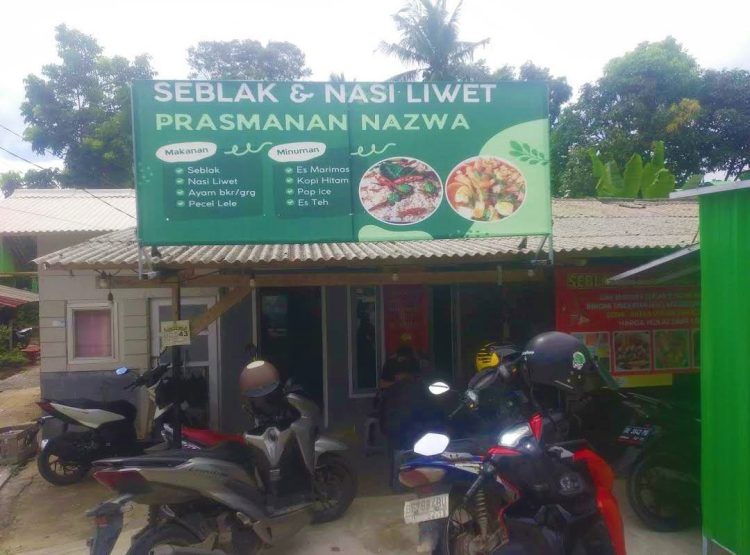 SEBLAK & NASI LIWET
PRASMANAN NAZWA
Makanan
Seblak
Nasi Liwet
Ayam bkr/grg
Pecel Lele
Minuman
Es Marimas
Kopi Hitam
Pop Ice
Es Teh
SEBLAK